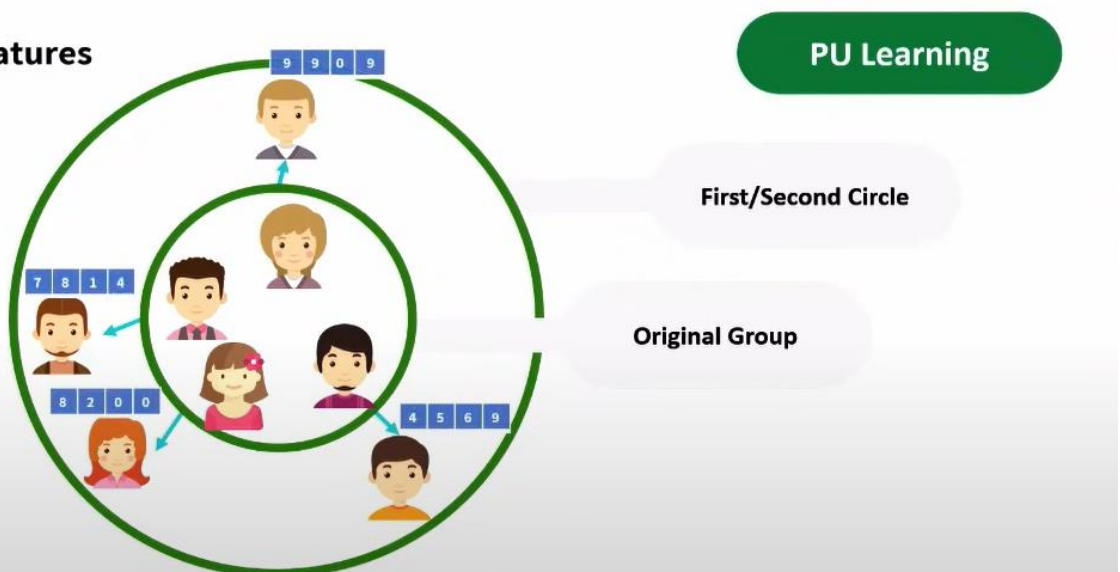 atures
PU Learning
9 9 0 9
First/Second Circle
7 8 1 4
Original Group
8 2 0 0
4 5 6 9